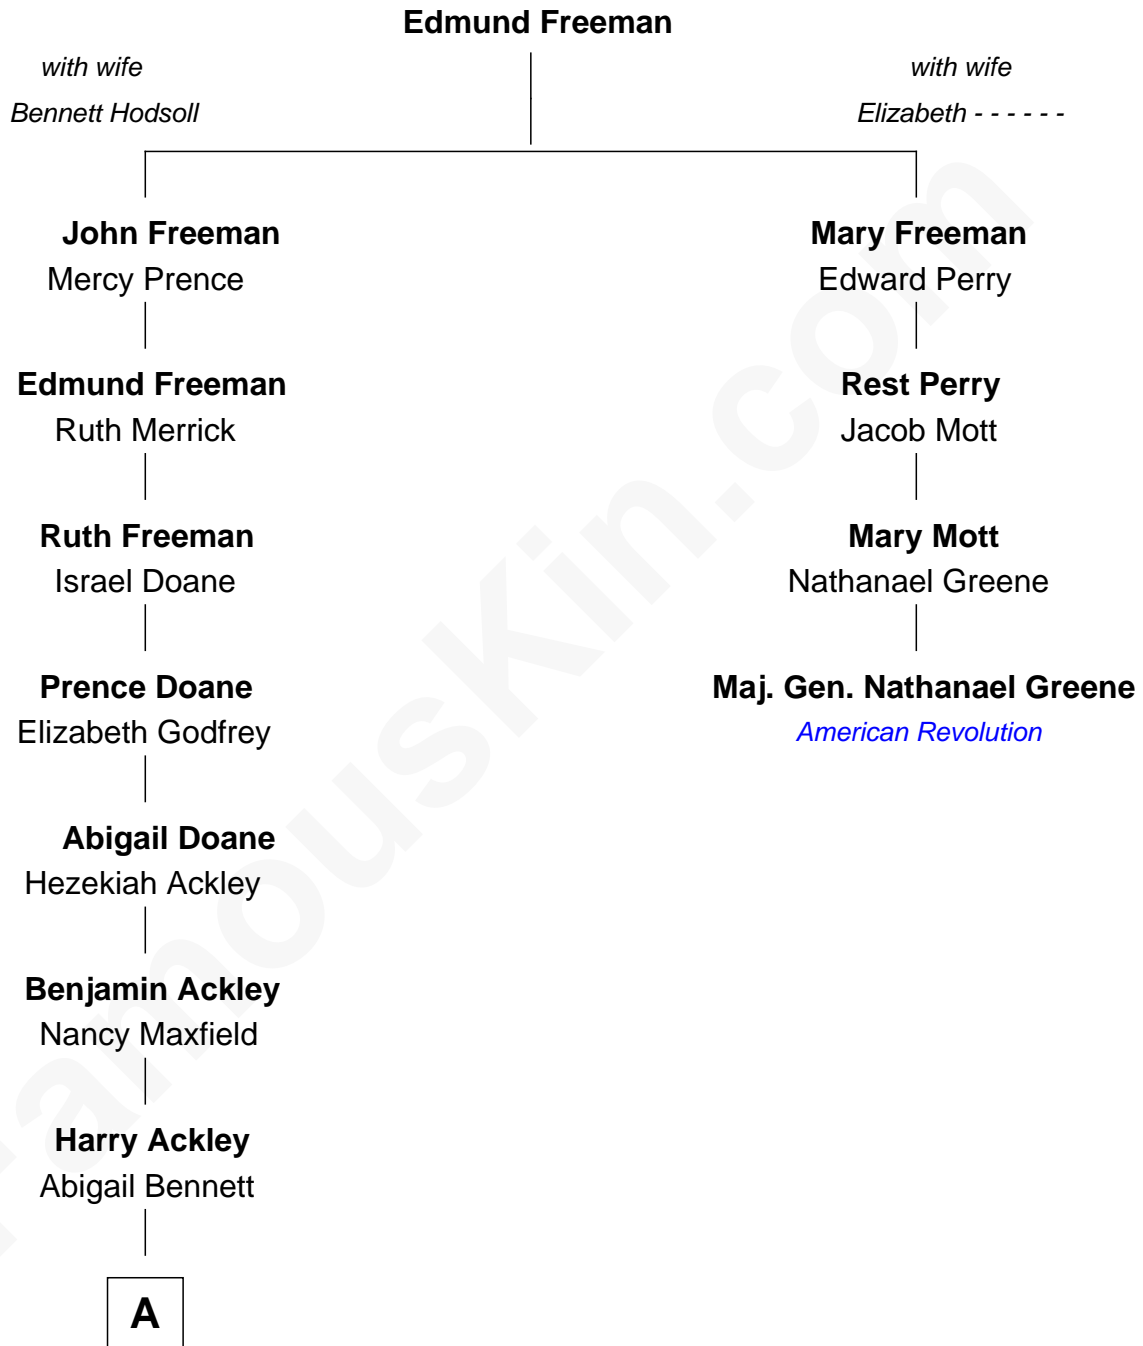 Edmund Freeman
with wife
Bennett Hodsoll
with wife
Elizabeth - - - - - -
John Freeman
Mercy Prence
Mary Freeman
Edward Perry
Edmund Freeman
Ruth Merrick
Rest Perry
Jacob Mott
Ruth Freeman
Israel Doane
Mary Mott
Nathanael Greene
Prence Doane
Elizabeth Godfrey
Maj. Gen. Nathanael Greene
American Revolution
Abigail Doane
Hezekiah Ackley
Benjamin Ackley
Nancy Maxfield
Harry Ackley
Abigail Bennett
A
FamousKin.com